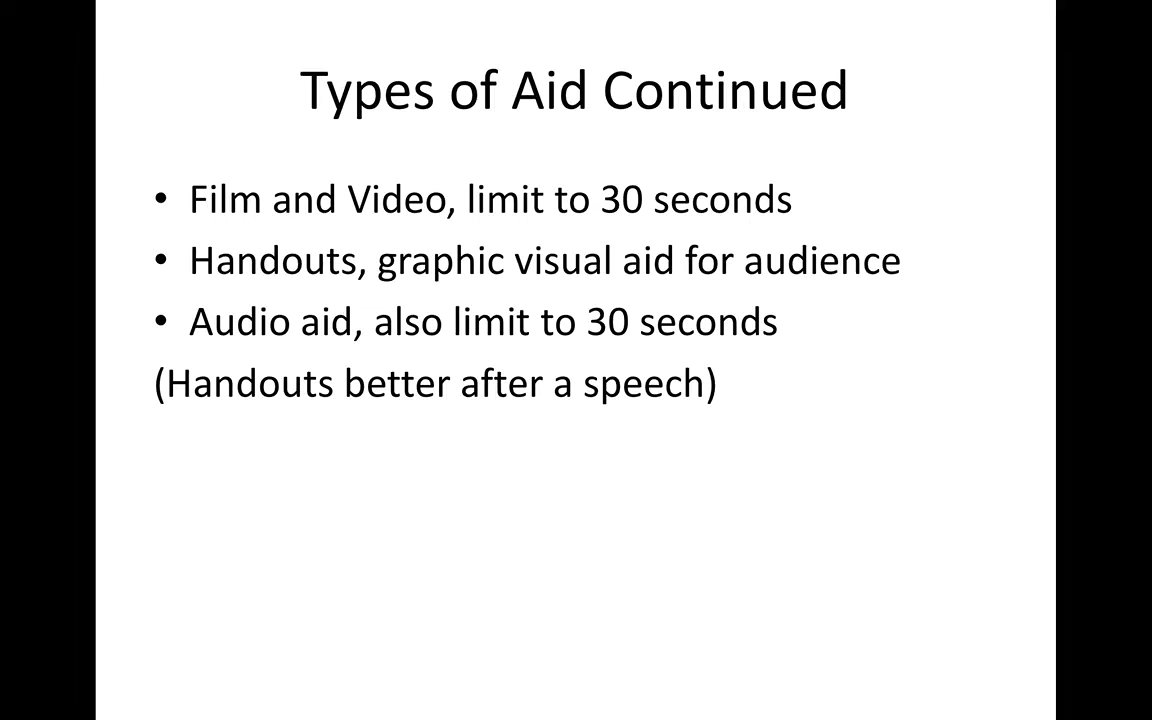 Types of Aid Continued
• Film and Video, limit to 30 seconds
• Handouts, graphic visual aid for audience
• Audio aid, also limit to 30 seconds
(Handouts better after a speech)